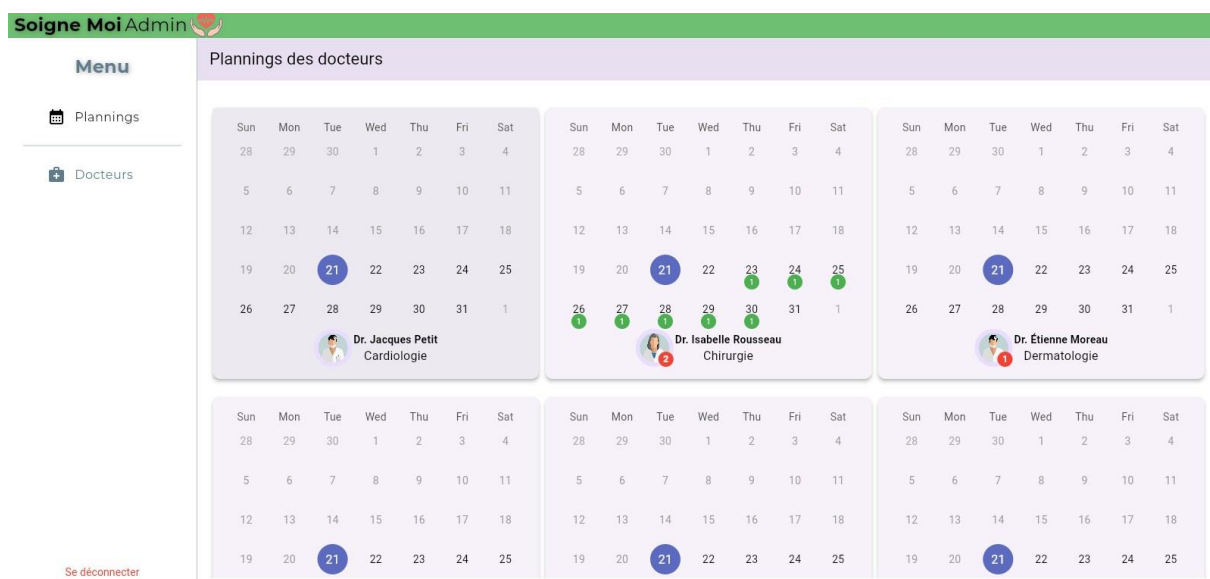 Soigne Moi Admin
Menu
Plannings
Docteurs
Se déconnecter
Plannings des docteurs
Sun Mon Tue Wed Thu Fri Sat
28 29 30 1 2 3 4
5 6 7 8 9 10 11
12 13 14 15 16 17 18
19 20 21 22 23 24 25
26 27 28 29 30 31 1
Dr. Jacques Petit
Cardiologie
Sun Mon Tue Wed Thu Fri Sat
28 29 30 1 2 3 4
5 6 7 8 9 10 11
12 13 14 15 16 17 18
19 20 21 22 23 24 25
1 1 1
26 27 28 29 30 31 1
1 1 1 1 1
Dr. Isabelle Rousseau
2 Chirurgie
Sun Mon Tue Wed Thu Fri Sat
28 29 30 1 2 3 4
5 6 7 8 9 10 11
12 13 14 15 16 17 18
19 20 21 22 23 24 25
26 27 28 29 30 31 1
Dr. Étienne Moreau
1 Dermatologie
Sun Mon Tue Wed Thu Fri Sat
28 29 30 1 2 3 4
5 6 7 8 9 10 11
12 13 14 15 16 17 18
19 20 21 22 23 24 25
Sun Mon Tue Wed Thu Fri Sat
28 29 30 1 2 3 4
5 6 7 8 9 10 11
12 13 14 15 16 17 18
19 20 21 22 23 24 25
Sun Mon Tue Wed Thu Fri Sat
28 29 30 1 2 3 4
5 6 7 8 9 10 11
12 13 14 15 16 17 18
19 20 21 22 23 24 25